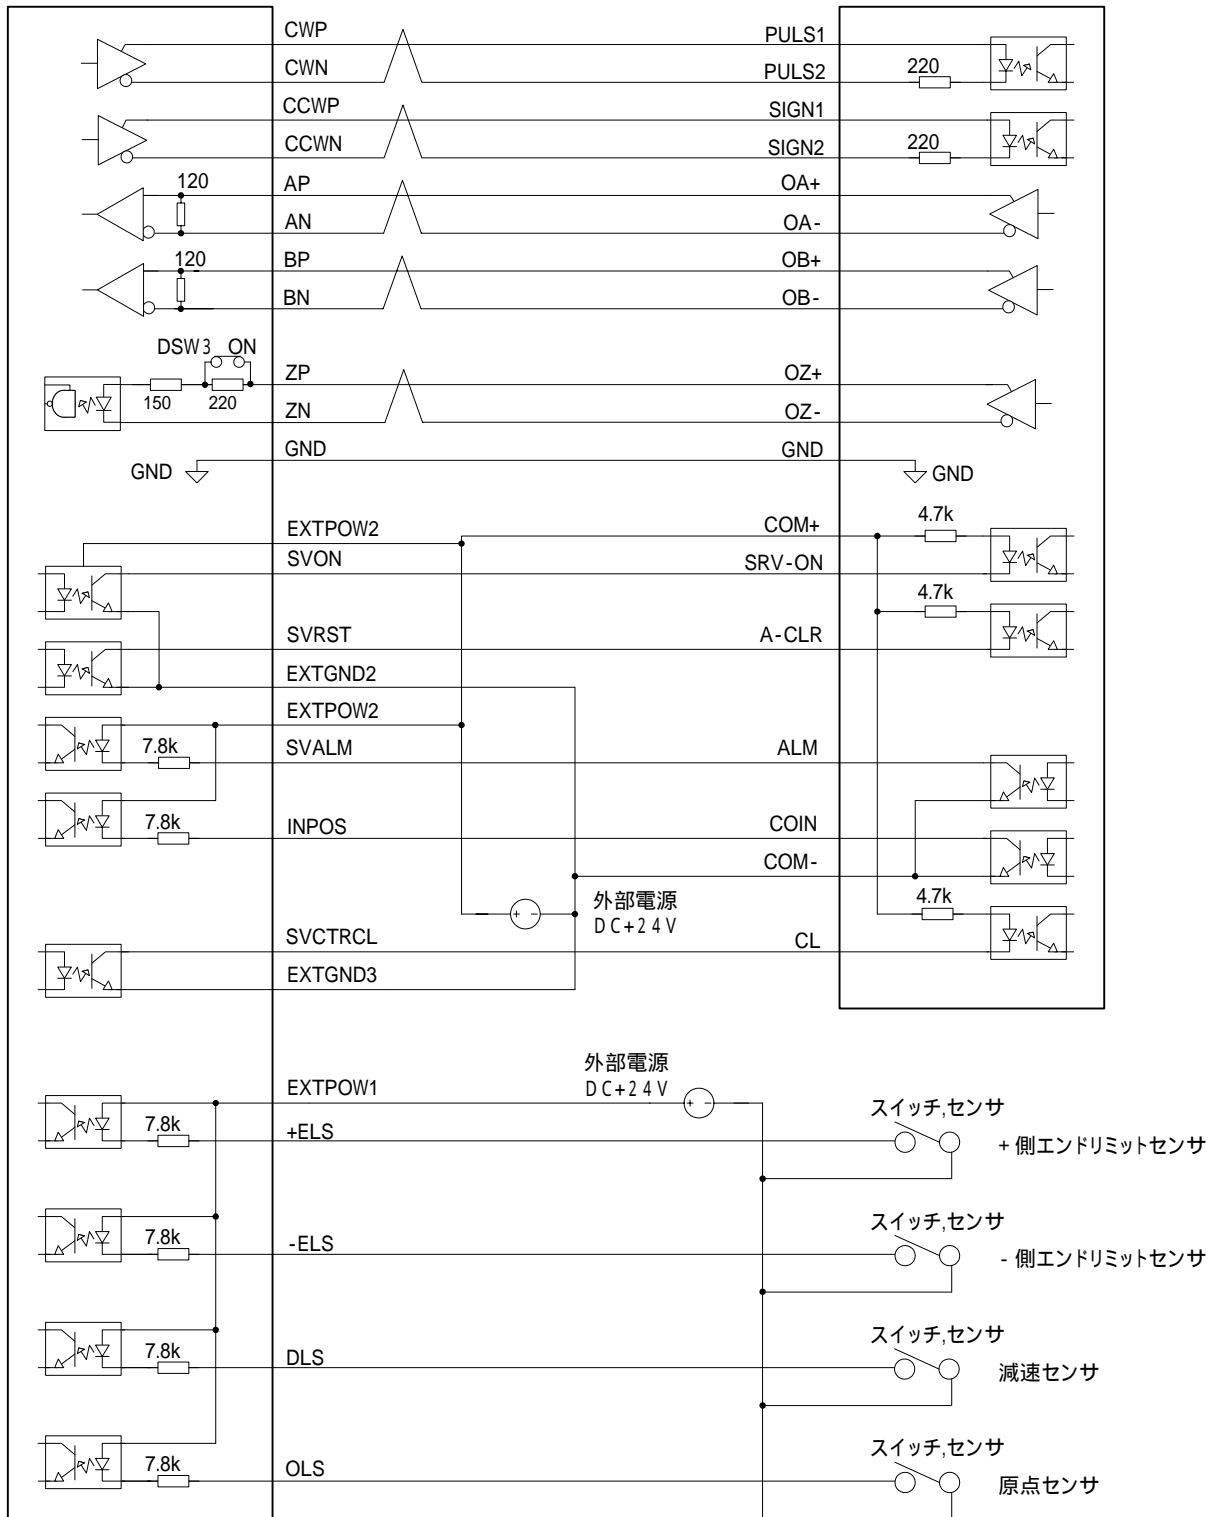 CWP
PULS1
CWN
PULS2
220
CCWP
SIGN1
CCWN
SIGN2
220
120
AP
OA+
AN
OA-
120
BP
OB+
BN
OB-
DSW3 ON
ZP
OZ+
150
220
ZN
OZ-
GND
GND
GND
GND
EXTPOW2
COM+
4.7k
SVON
SRV-ON
4.7k
SVRST
A-CLR
EXTGND2
EXTPOW2
7.8k
SVALM
ALM
7.8k
INPOS
COIN
COM-
外部電源
DC+24V
4.7k
SVCTRCL
CL
EXTGND3
外部電源
DC+24V
EXTPOW1
スイッチ,センサ
7.8k
+ELS
+側エンドリミットセンサ
スイッチ,センサ
7.8k
-ELS
-側エンドリミットセンサ
スイッチ,センサ
7.8k
DLS
減速センサ
スイッチ,センサ
7.8k
OLS
原点センサ